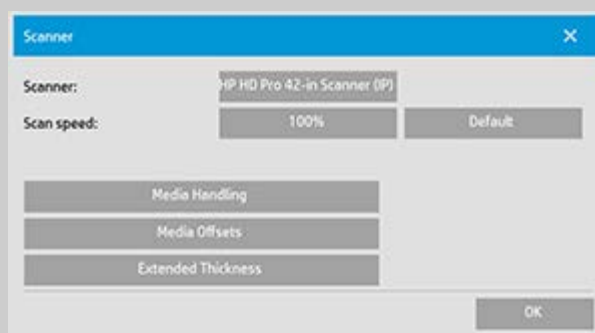 Scanner
Scanner: HP HD Pro 42-in Scanner (IP)
Scan speed: 100% Default
Media Handling
Media Offsets
Extended Thickness
OK